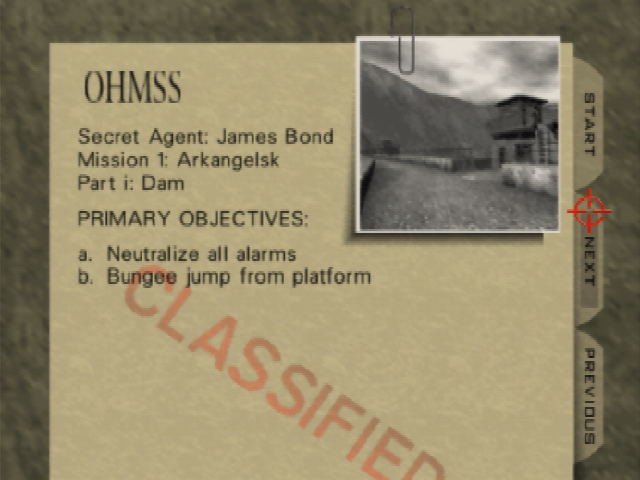 OHMSS
Secret Agent: James Bond
Mission 1: Arkangelsk
Part i: Dam
PRIMARY OBJECTIVES:
a. Neutralize all alarms
b. Bungee jump from platform
CLASSIFIED
START
NEXT
PREVIOUS